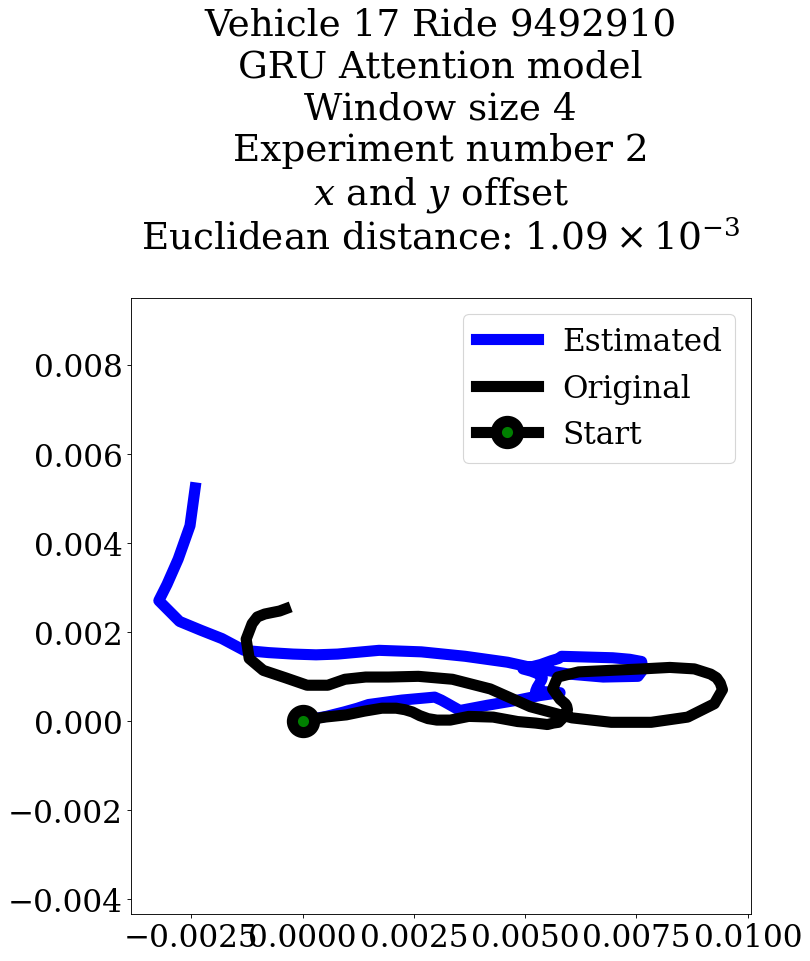 Vehicle 17 Ride 9492910
GRU Attention model
Window size 4
Experiment number 2
x and y offset
Euclidean distance: 1.09 × 10⁻³
Estimated
Original
Start
0.008
0.006
0.004
0.002
0.000
−0.002
−0.004
−0.0025 0.0000 0.0025 0.0050 0.0075 0.0100